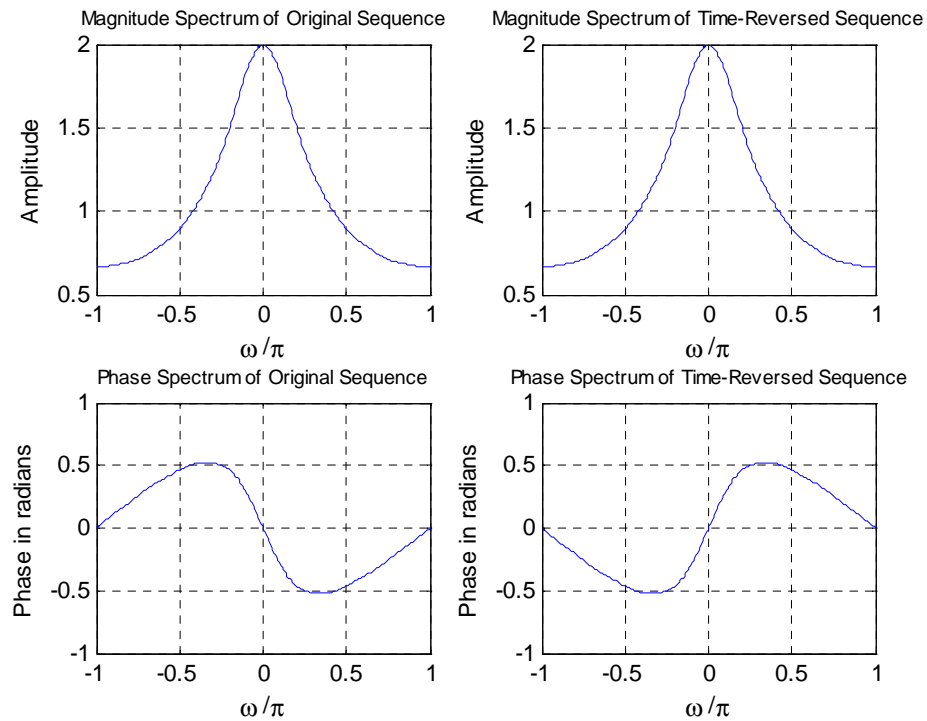 Magnitude Spectrum of Original Sequence
2
1.5
1
0.5
Amplitude
-1 -0.5 0 0.5 1
ω/π
Magnitude Spectrum of Time-Reversed Sequence
2
1.5
1
0.5
Amplitude
-1 -0.5 0 0.5 1
ω/π
Phase Spectrum of Original Sequence
1
0.5
0
-0.5
-1
Phase in radians
-1 -0.5 0 0.5 1
ω/π
Phase Spectrum of Time-Reversed Sequence
1
0.5
0
-0.5
-1
Phase in radians
-1 -0.5 0 0.5 1
ω/π